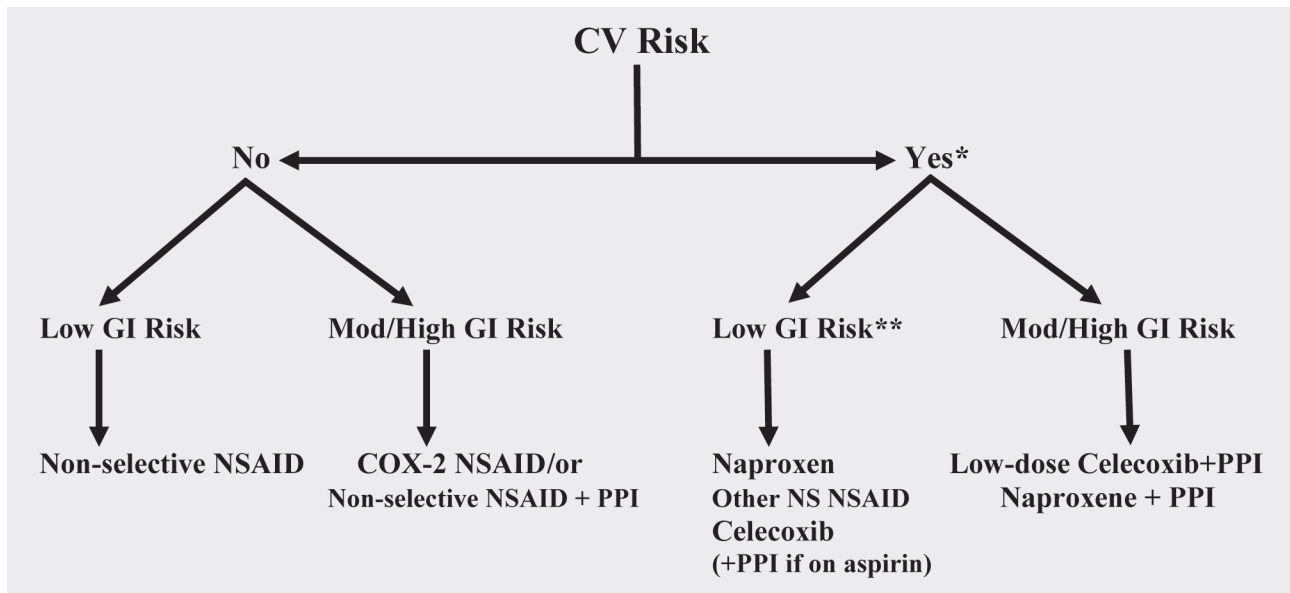 CV Risk
No
Yes*
Low GI Risk
Mod/High GI Risk
Low GI Risk**
Mod/High GI Risk
Non-selective NSAID
COX-2 NSAID/or
Non-selective NSAID + PPI
Naproxen
Other NS NSAID
Celecoxib
(+PPI if on aspirin)
Low-dose Celecoxib+PPI
Naproxene + PPI